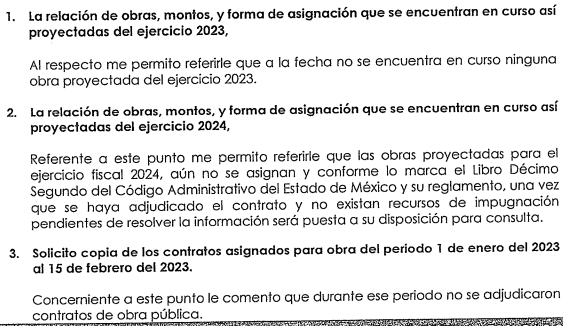 1. La relación de obras, montos, y forma de asignación que se encuentran en curso así
proyectadas del ejercicio 2023,
Al respecto me permito referirle que a la fecha no se encuentra en curso ninguna
obra proyectada del ejercicio 2023.
2. La relación de obras, montos, y forma de asignación que se encuentran en curso así
proyectadas del ejercicio 2024,
Referente a este punto me permito referirle que las obras proyectadas para el
ejercicio fiscal 2024, aún no se asignan y conforme lo marca el Libro Décimo
Segundo del Código Administrativo del Estado de México y su reglamento, una vez
que se haya adjudicado el contrato y no existan recursos de impugnación
pendientes de resolver la información será puesta a su disposición para consulta.
3. Solicito copia de los contratos asignados para obra del periodo 1 de enero del 2023
al 15 de febrero del 2023.
Concerniente a este punto le comento que durante ese periodo no se adjudicaron
contratos de obra pública.